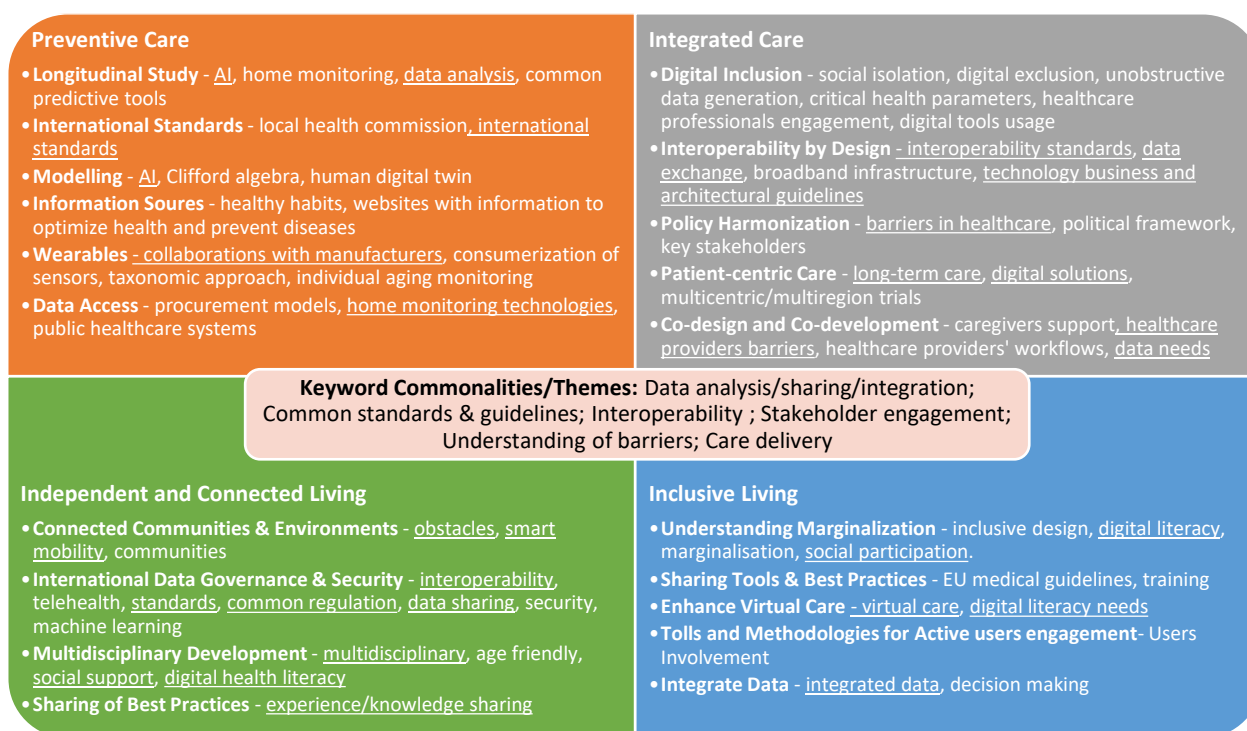 Preventive Care
•Longitudinal Study - AI, home monitoring, data analysis, common
predictive tools
•International Standards - local health commission, international
standards
•Modelling - AI, Clifford algebra, human digital twin
•Information Soures - healthy habits, websites with information to
optimize health and prevent diseases
•Wearables - collaborations with manufacturers, consumerization of
sensors, taxonomic approach, individual aging monitoring
•Data Access - procurement models, home monitoring technologies,
public healthcare systems
Integrated Care
•Digital Inclusion - social isolation, digital exclusion, unobstructive
data generation, critical health parameters, healthcare
professionals engagement, digital tools usage
•Interoperability by Design - interoperability standards, data
exchange, broadband infrastructure, technology business and
architectural guidelines
•Policy Harmonization - barriers in healthcare, political framework,
key stakeholders
•Patient-centric Care - long-term care, digital solutions,
multicentric/multiregion trials
•Co-design and Co-development - caregivers support, healthcare
providers barriers, healthcare providers' workflows, data needs
Keyword Commonalities/Themes: Data analysis/sharing/integration;
Common standards & guidelines; Interoperability ; Stakeholder engagement;
Understanding of barriers; Care delivery
Independent and Connected Living
•Connected Communities & Environments - obstacles, smart
mobility, communities
•International Data Governance & Security - interoperability,
telehealth, standards, common regulation, data sharing, security,
machine learning
•Multidisciplinary Development - multidisciplinary, age friendly,
social support, digital health literacy
•Sharing of Best Practices - experience/knowledge sharing
Inclusive Living
•Understanding Marginalization - inclusive design, digital literacy,
marginalisation, social participation.
•Sharing Tools & Best Practices - EU medical guidelines, training
•Enhance Virtual Care - virtual care, digital literacy needs
•Tolls and Methodologies for Active users engagement- Users
Involvement
•Integrate Data - integrated data, decision making